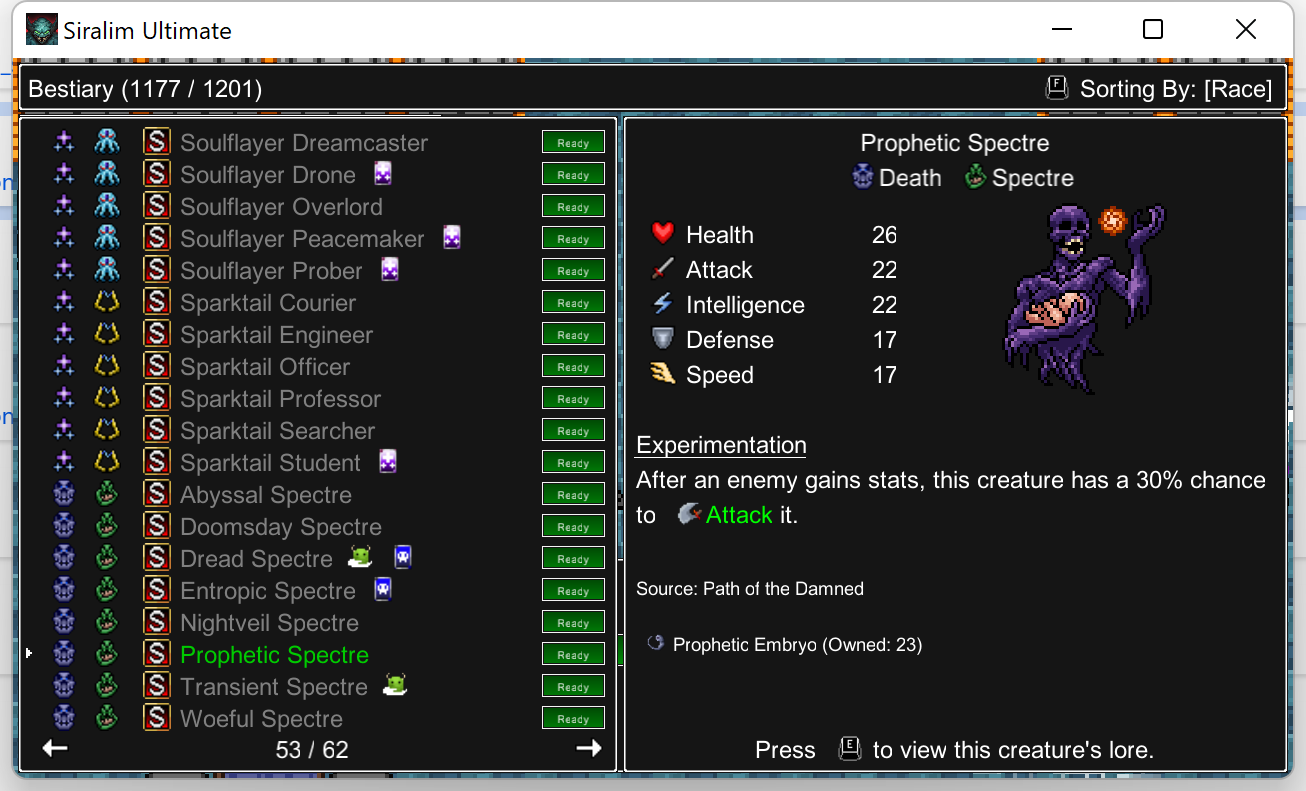 Siralim Ultimate
Bestiary (1177 / 1201)
F Sorting By: [Race]
S Soulflayer Dreamcaster Ready
S Soulflayer Drone Ready
S Soulflayer Overlord Ready
S Soulflayer Peacemaker Ready
S Soulflayer Prober Ready
S Sparktail Courier Ready
S Sparktail Engineer Ready
S Sparktail Officer Ready
S Sparktail Professor Ready
S Sparktail Searcher Ready
S Sparktail Student Ready
S Abyssal Spectre Ready
S Doomsday Spectre Ready
S Dread Spectre Ready
S Entropic Spectre Ready
S Nightveil Spectre Ready
S Prophetic Spectre Ready
S Transient Spectre Ready
S Woeful Spectre Ready
53 / 62
Prophetic Spectre
Death Spectre
Health 26
Attack 22
Intelligence 22
Defense 17
Speed 17
Experimentation
After an enemy gains stats, this creature has a 30% chance
to Attack it.
Source: Path of the Damned
Prophetic Embryo (Owned: 23)
Press E to view this creature's lore.